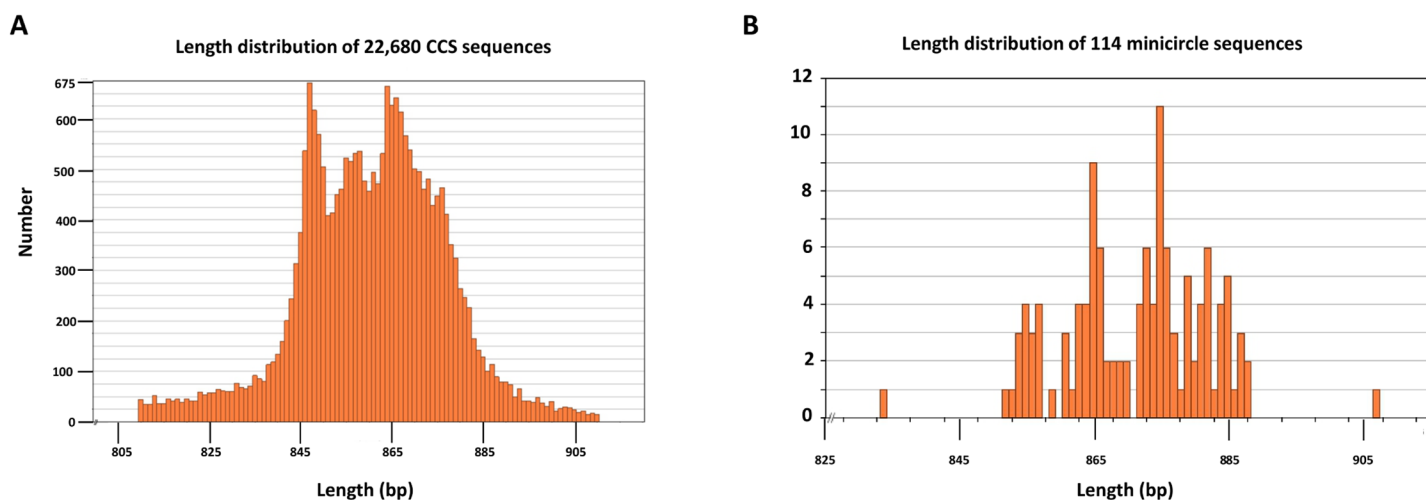 A
Length distribution of 22,680 CCS sequences
675
600
500
400
300
200
100
0
Number
805 825 845 865 885 905
Length (bp)
B
Length distribution of 114 minicircle sequences
12
10
8
6
4
2
0
825 845 865 885 905
Length (bp)